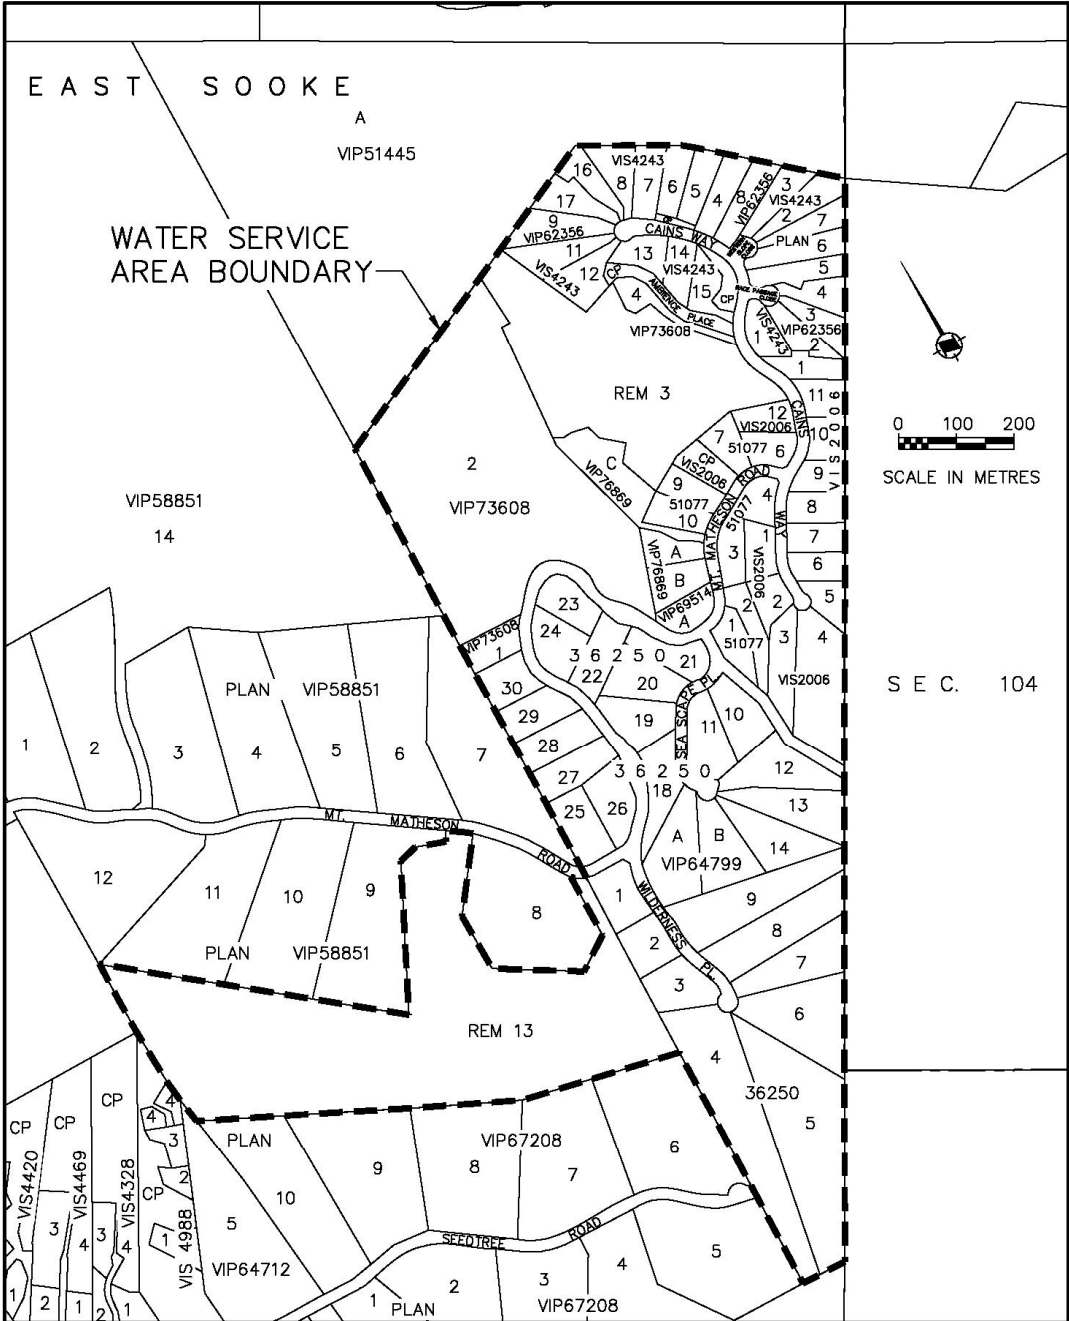 EAST SOOKE
A
VIP51445
WATER SERVICE
AREA BOUNDARY
16
VIS4243
8
7
6
5
4
8
VIP62356
3
VIS4243
2
7
17
9
VIP62356
11
VIS4243
12
CP
CAINS WAY
PLAN
6
5
13
14
VIS4243
15
CP
4
AMBIENCE PLACE
4
3
VIP62356
VIP73608
1
VIS4243
2
1
REM 3
11
CAINS
12
VIS2006
10
VIS2006
0 100 200
SCALE IN METRES
7
51077
6
CP
VIS2006
9
9
2
VIP73608
C
VIP76869
51077
10
MT. MATHESON ROAD
51077
4
WAY
8
7
VIP58851
14
A
VIP76869
B
3
1
VIS2006
6
5
VIP69514
A
2
2
1
51077
3
4
23
24
VIP73608
1
36250
21
22
20
VIS2006
SEC. 104
PLAN VIP58851
30
29
28
27
25
26
19
SEA SCAPE PL.
11
10
1
2
3
4
5
6
7
36250
18
12
13
14
MT. MATHESON ROAD
A
B
VIP64799
12
11
10
9
8
1
WILDERNESS PL.
9
8
2
7
3
6
PLAN VIP58851
REM 13
4
36250
5
CP
CP
CP
4
4
3
PLAN
VIP67208
6
9
8
7
VIS4420
VIS4469
VIS4328
CP
2
10
3
4
3
4
1
VIS 4988
5
VIP64712
SEEDTREE ROAD
5
4
3
1
2
1
2
1
1
2
PLAN
VIP67208